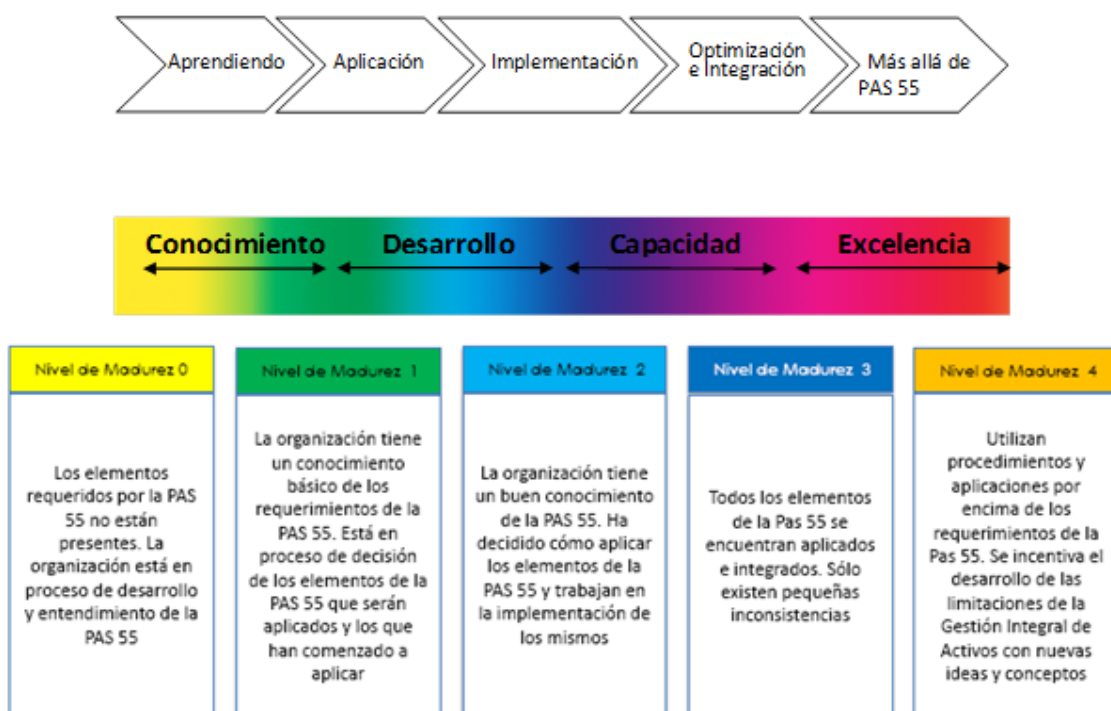 Aprendiendo
Aplicación
Implementación
Optimización
e Integración
Más allá de
PAS 55
Conocimiento
Desarrollo
Capacidad
Excelencia
Nivel de Madurez 0
Los elementos
requeridos por la PAS
55 no están
presentes. La
organización está en
proceso de desarrollo
y entendimiento de la
PAS 55
Nivel de Madurez 1
La organización tiene
un conocimiento
básico de los
requerimientos de la
PAS 55. Está en
proceso de decisión
de los elementos de la
PAS 55 que serán
aplicados y los que
han comenzado a
aplicar
Nivel de Madurez 2
La organización tiene
un buen conocimiento
de la PAS 55. Ha
decidido cómo aplicar
los elementos de la
PAS 55 y trabajan en
la implementación de
los mismos
Nivel de Madurez 3
Todos los elementos
de la Pas 55 se
encuentran aplicados
e integrados. Sólo
existen pequeñas
inconsistencias
Nivel de Madurez 4
Utilizan
procedimientos y
aplicaciones por
encima de los
requerimientos de la
Pas 55. Se incentiva el
desarrollo de las
limitaciones de la
Gestión Integral de
Activos con nuevas
ideas y conceptos